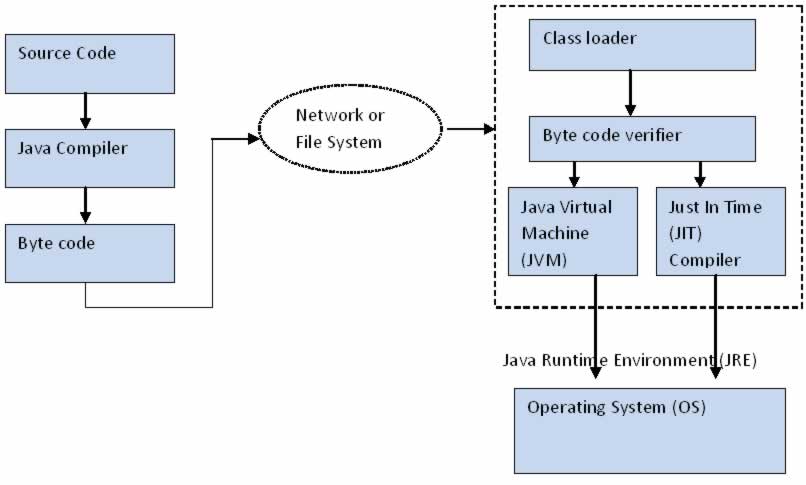 Source Code
Java Compiler
Byte code
Network or
File System
Class loader
Byte code verifier
Java Virtual
Machine
(JVM)
Just In Time
(JIT)
Compiler
Java Runtime Environment (JRE)
Operating System (OS)